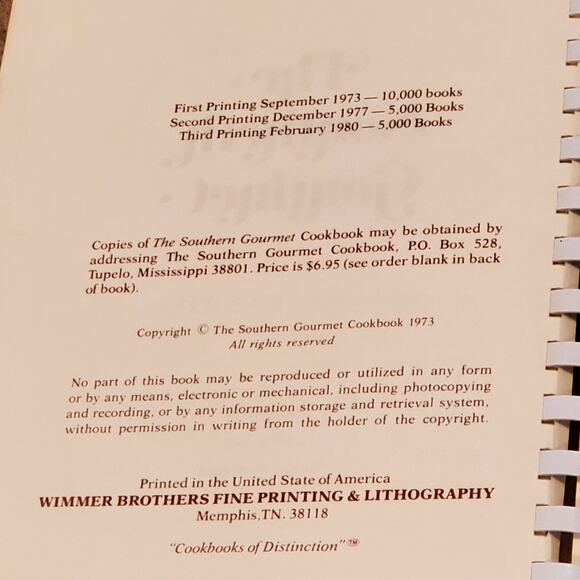 First Printing September 1973 — 10,000 books
Second Printing December 1977 — 5,000 Books
Third Printing February 1980 — 5,000 Books
Copies of The Southern Gourmet Cookbook may be obtained by
addressing The Southern Gourmet Cookbook, P.O. Box 528,
Tupelo, Mississippi 38801. Price is $6.95 (see order blank in back
of book).
Copyright © The Southern Gourmet Cookbook 1973
All rights reserved
No part of this book may be reproduced or utilized in any form
or by any means, electronic or mechanical, including photocopying
and recording, or by any information storage and retrieval system,
without permission in writing from the holder of the copyright.
Printed in the United State of America
WIMMER BROTHERS FINE PRINTING & LITHOGRAPHY
Memphis,TN. 38118
"Cookbooks of Distinction"™